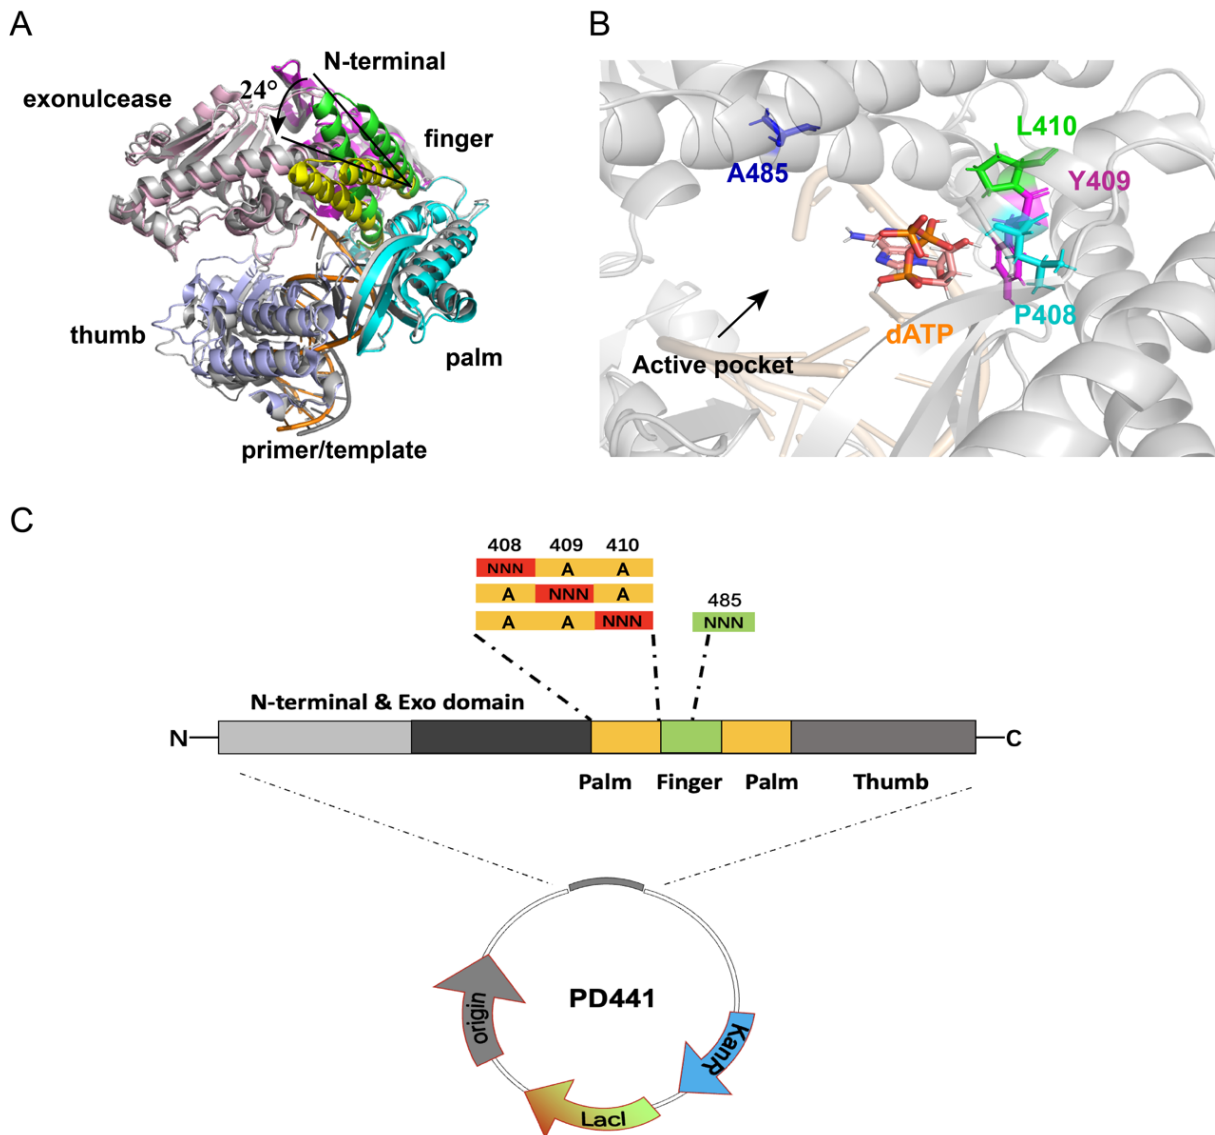 A
N-terminal
24°
exonulcease
finger
thumb
palm
primer/template
B
L410
A485
Y409
P408
dATP
Active pocket
C
408 409 410
NNN A A
A NNN A
A A NNN
485
NNN
N-terminal & Exo domain
N
C
Palm Finger Palm Thumb
PD441
origin
KanR
LacI